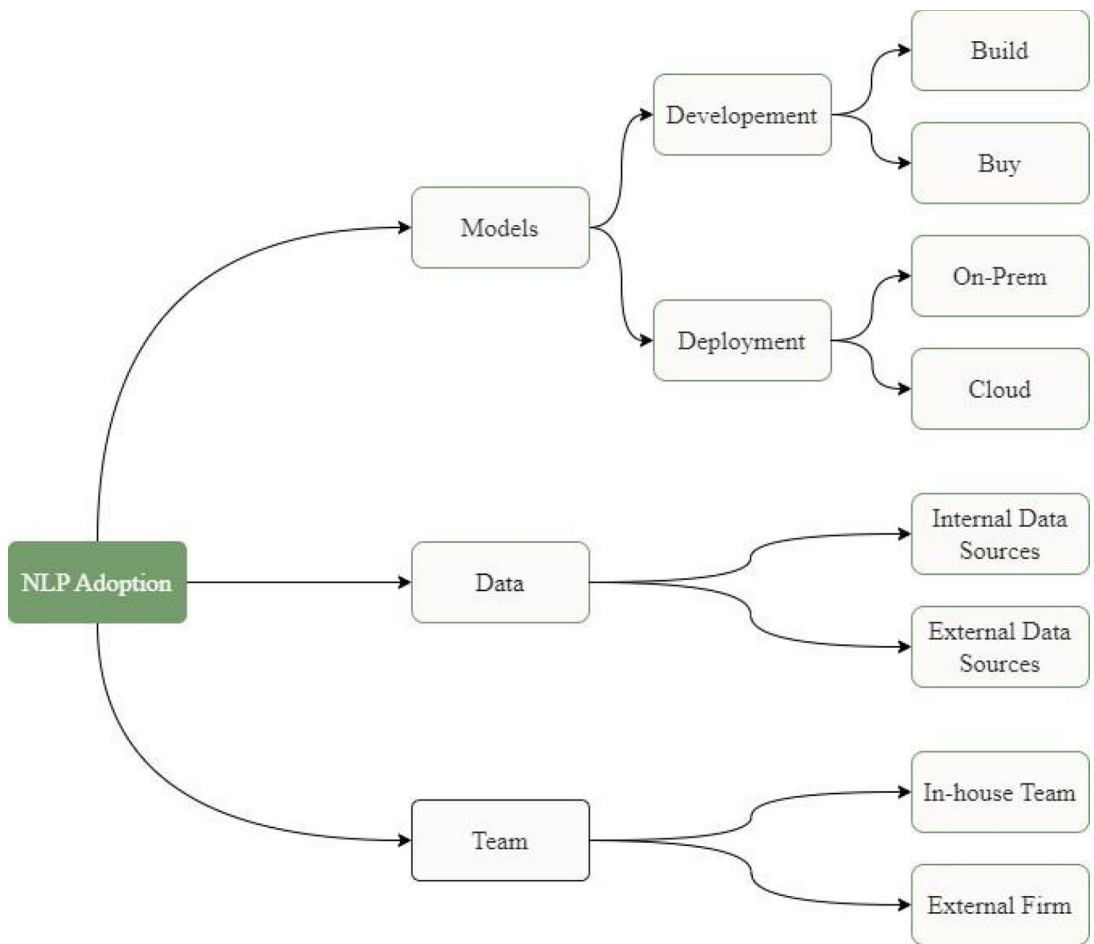 Build
Developement
Buy
Models
On-Prem
Deployment
Cloud
Internal Data
Sources
NLP Adoption
Data
External Data
Sources
In-house Team
Team
External Firm